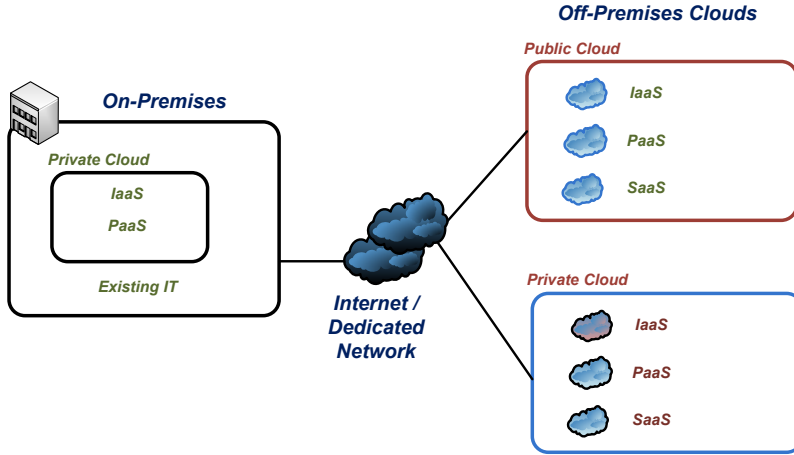 Off-Premises Clouds
Public Cloud
IaaS
PaaS
SaaS
On-Premises
Private Cloud
IaaS
PaaS
Existing IT
Internet /
Dedicated
Network
Private Cloud
IaaS
PaaS
SaaS